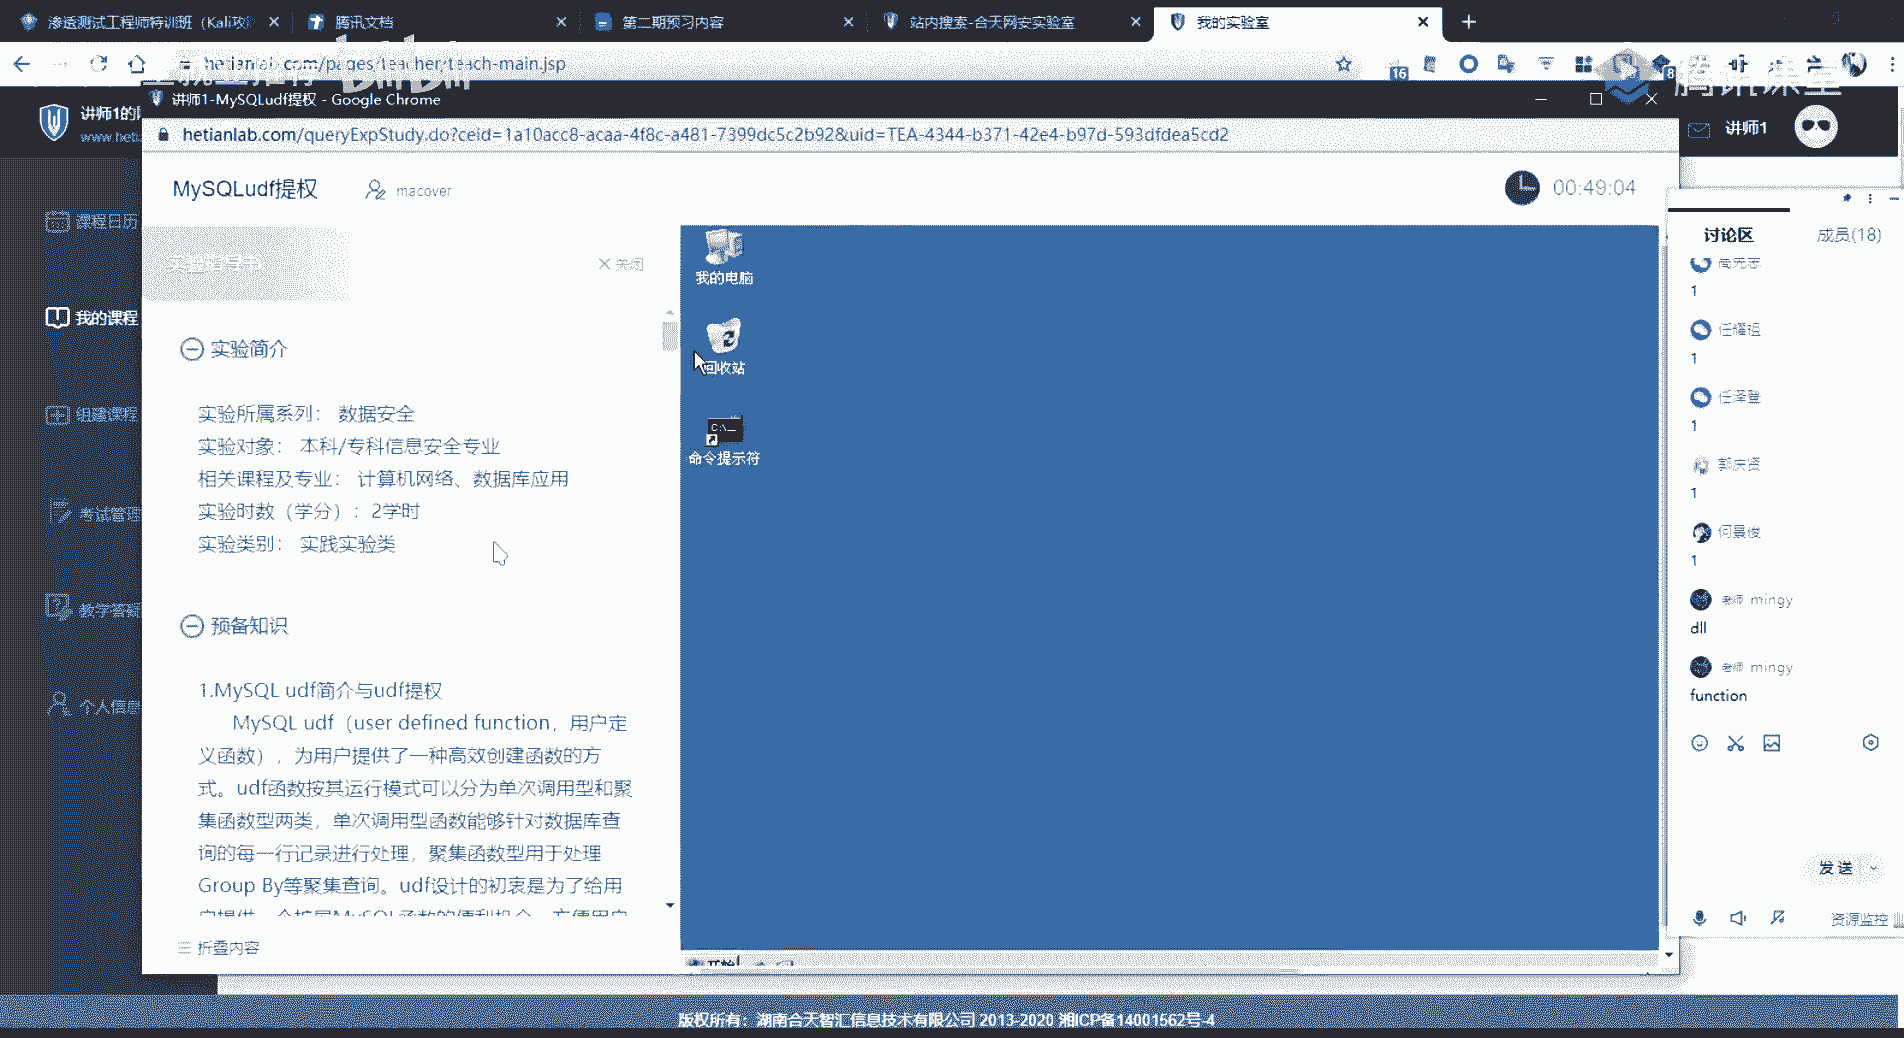 渗透测试工程师特训班（Kali攻
腾讯文档
第二期预习内容
站内搜索-合天网安实验室
我的实验室
hetianlab.com/pages/teacher/teach-main.jsp
16
8
腾讯课堂
讲师1-MySQLudf提权 - Google Chrome
讲师1的
www.heti
hetianlab.com/queryExpStudy.do?ceid=1a10acc8-acaa-4f8c-a481-7399dc5c2b92&uid=TEA-4344-b371-42e4-b97d-593dfdea5cd2
讲师1
MySQLudf提权
macover
00:49:04
课程日历
我的课程
组建课程
考试管理
教学答疑
个人信息
实验指导书
关闭
实验简介
实验所属系列： 数据安全
实验对象： 本科/专科信息安全专业
相关课程及专业： 计算机网络、数据库应用
实验时数（学分）：2学时
实验类别： 实践实验类
预备知识
1.MySQL udf简介与udf提权
MySQL udf（user defined function，用户定
义函数），为用户提供了一种高效创建函数的方
式。udf函数按其运行模式可以分为单次调用型和聚
集函数型两类，单次调用型函数能够针对数据库查
询的每一行记录进行处理，聚集函数型用于处理
Group By等聚集查询。udf设计的初衷是为了给用
户提供一个扩展MySQL函数的便利机会，方便用户
折叠内容
我的电脑
回收站
C:\_
命令提示符
开始
讨论区
成员(18)
1
任耀祖
1
任泽登
1
郭庆贤
1
何景俊
1
老师 mingy
dll
老师 mingy
function
发送
资源监控
版权所有：湖南合天智汇信息技术有限公司 2013-2020 湘ICP备14001562号-4